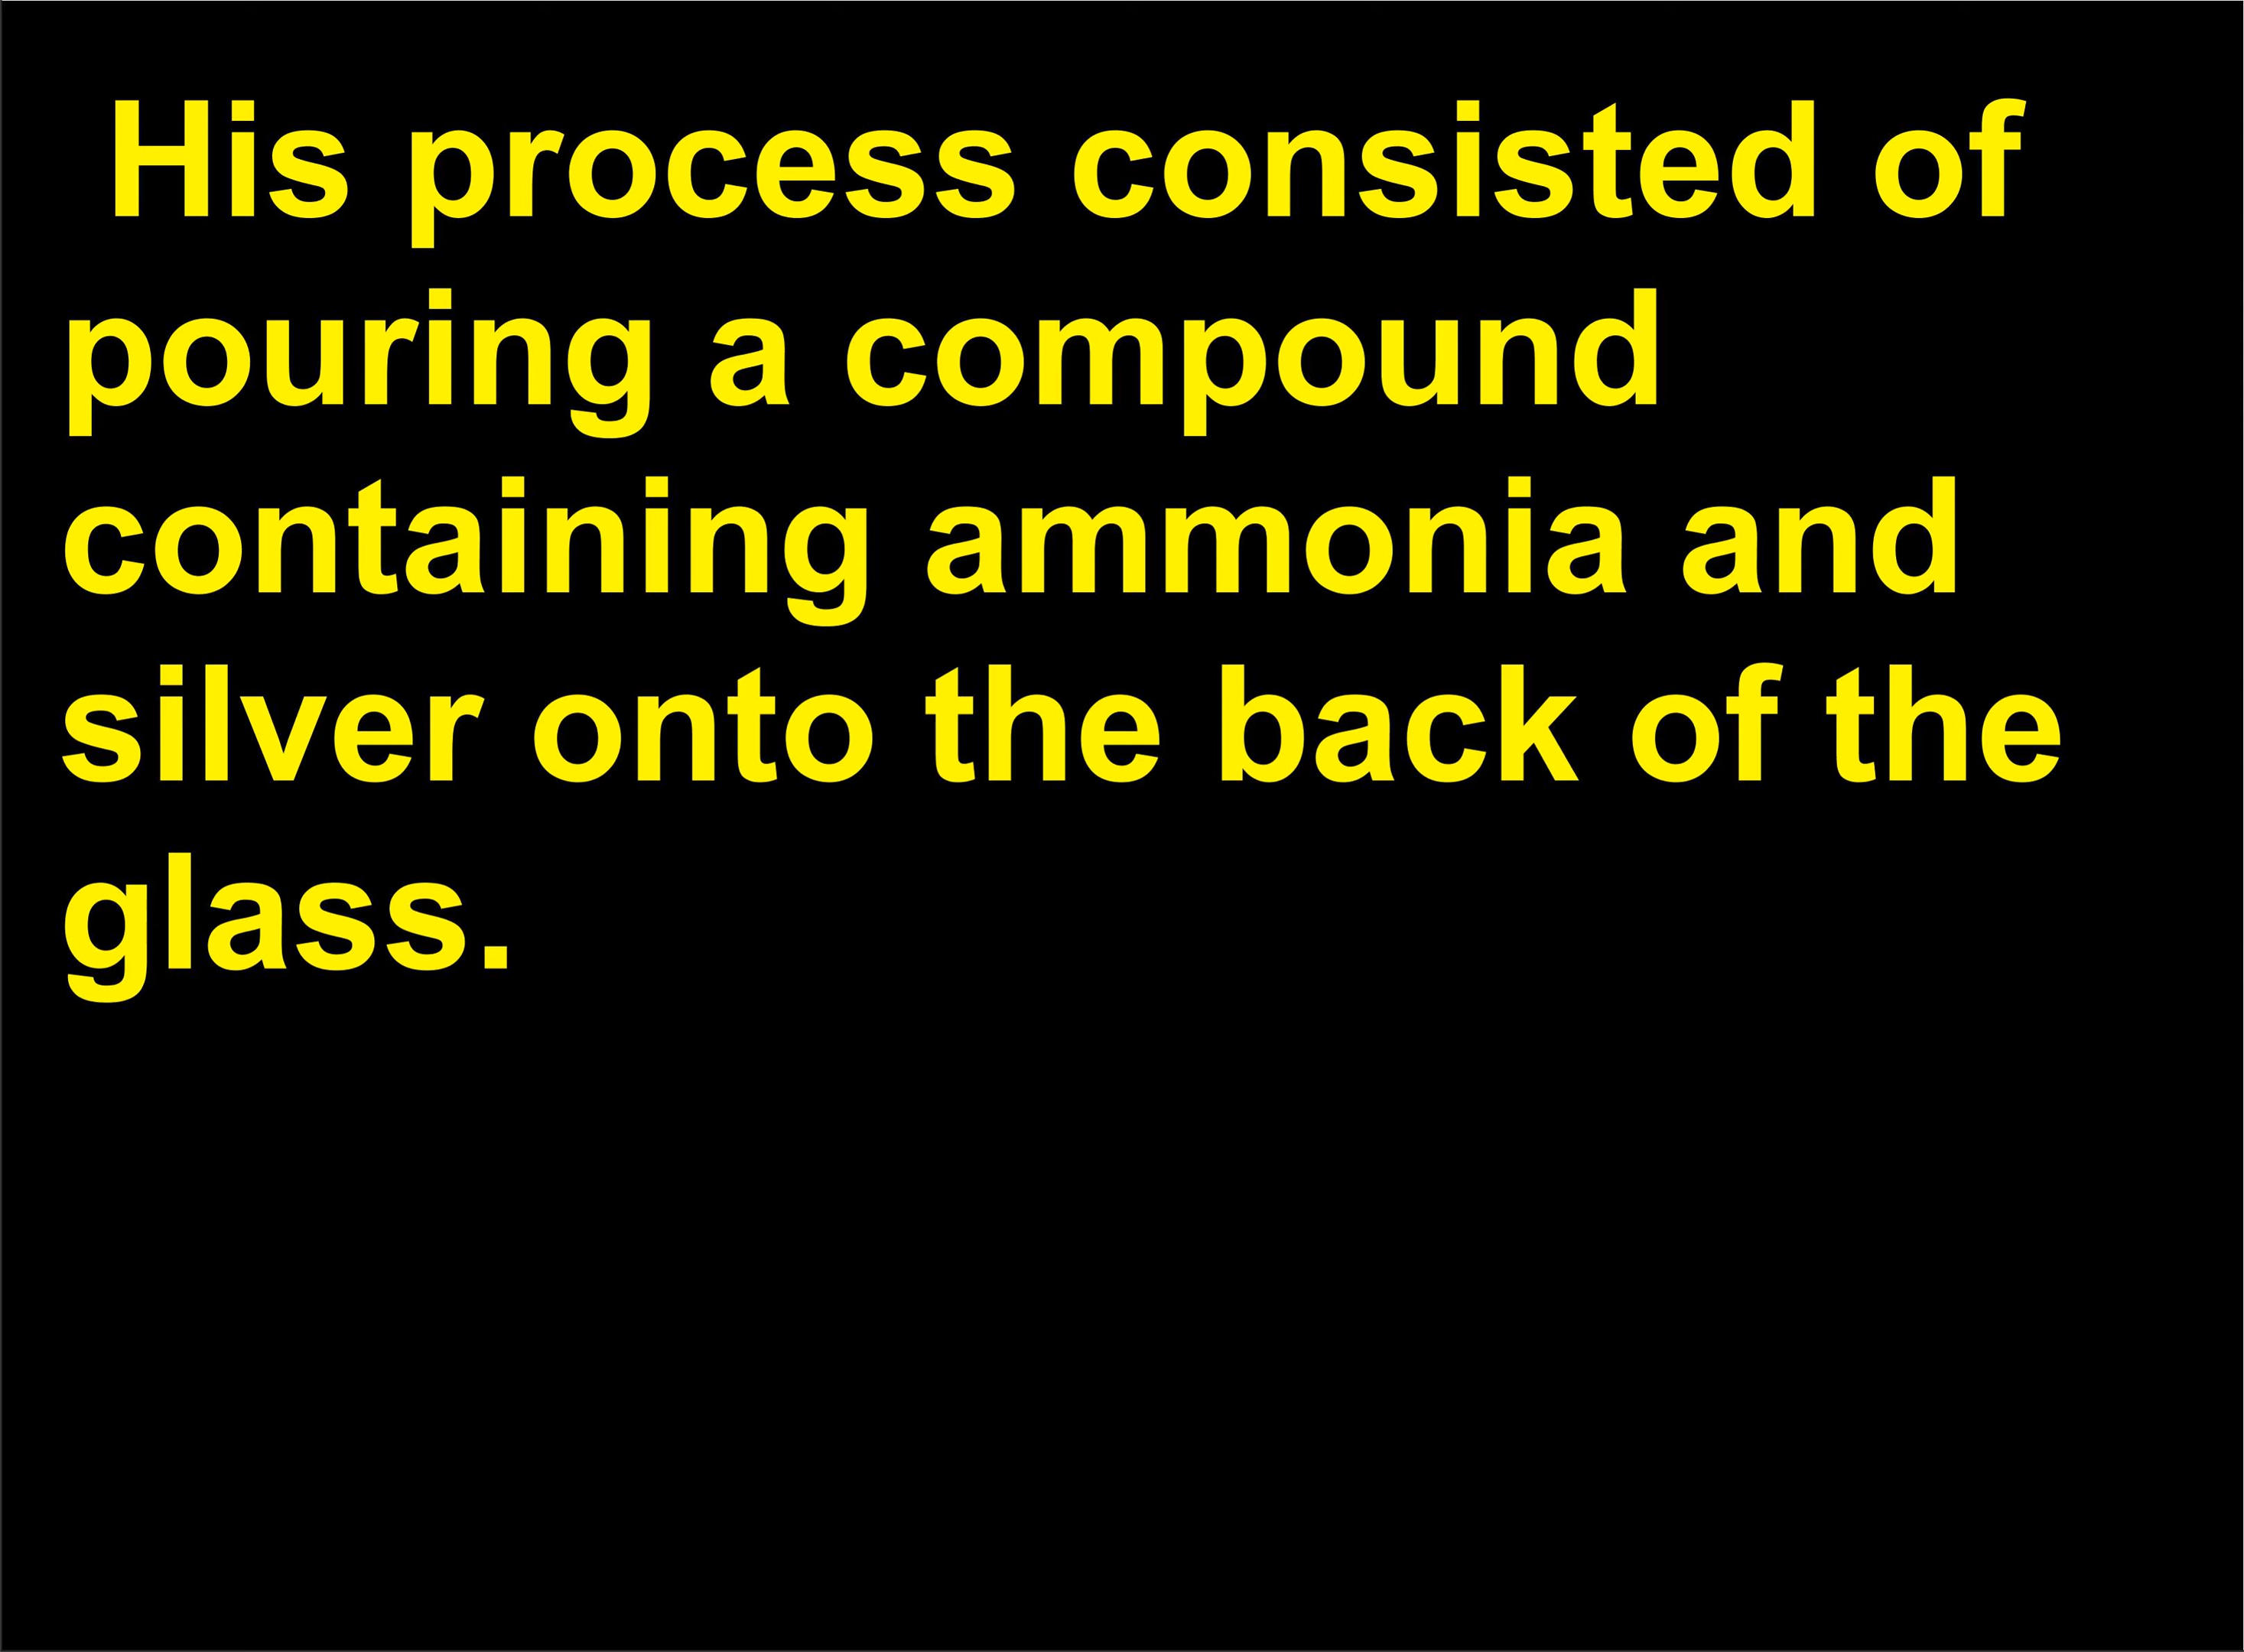 His process consisted of
pouring a compound
containing ammonia and
silver onto the back of the
glass.